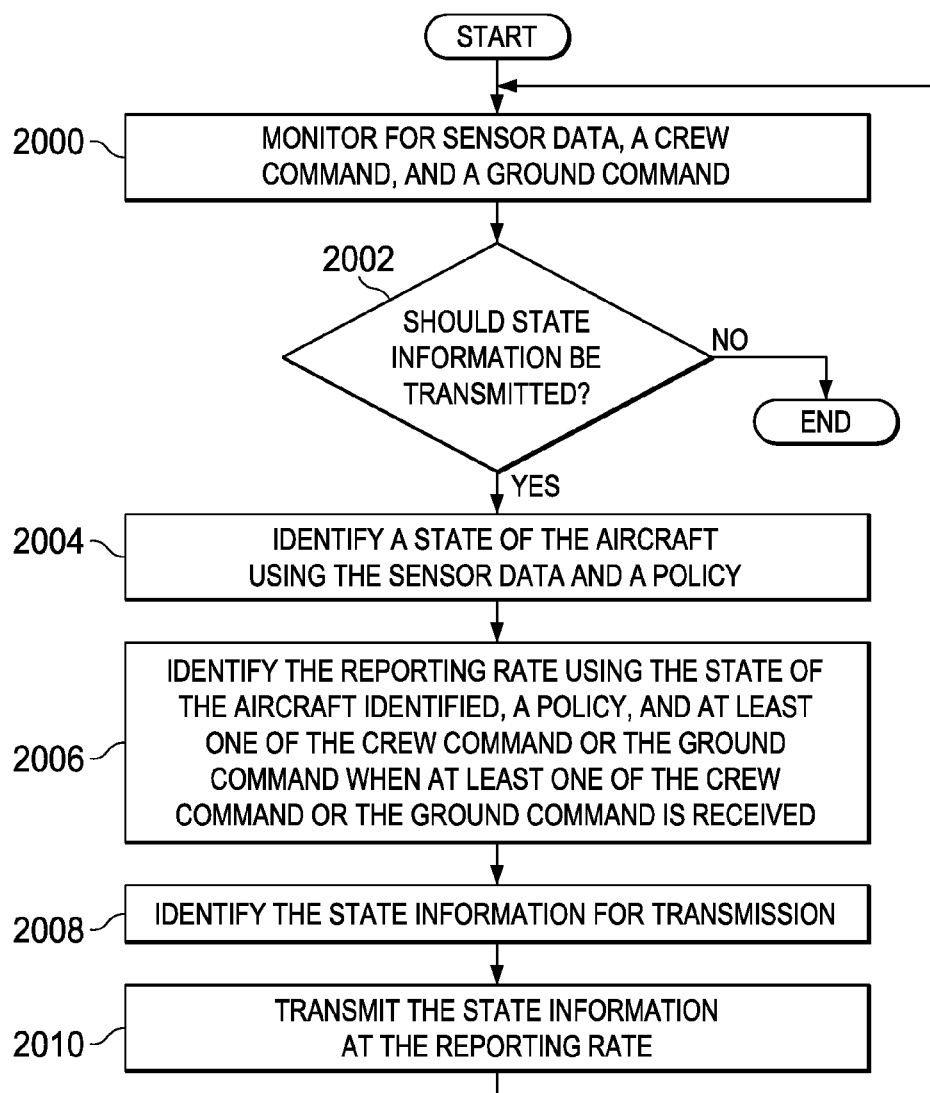 START
2000
MONITOR FOR SENSOR DATA, A CREW
COMMAND, AND A GROUND COMMAND
2002
SHOULD STATE
INFORMATION BE
TRANSMITTED?
NO
END
YES
2004
IDENTIFY A STATE OF THE AIRCRAFT
USING THE SENSOR DATA AND A POLICY
2006
IDENTIFY THE REPORTING RATE USING THE STATE OF
THE AIRCRAFT IDENTIFIED, A POLICY, AND AT LEAST
ONE OF THE CREW COMMAND OR THE GROUND
COMMAND WHEN AT LEAST ONE OF THE CREW
COMMAND OR THE GROUND COMMAND IS RECEIVED
2008
IDENTIFY THE STATE INFORMATION FOR TRANSMISSION
2010
TRANSMIT THE STATE INFORMATION
AT THE REPORTING RATE